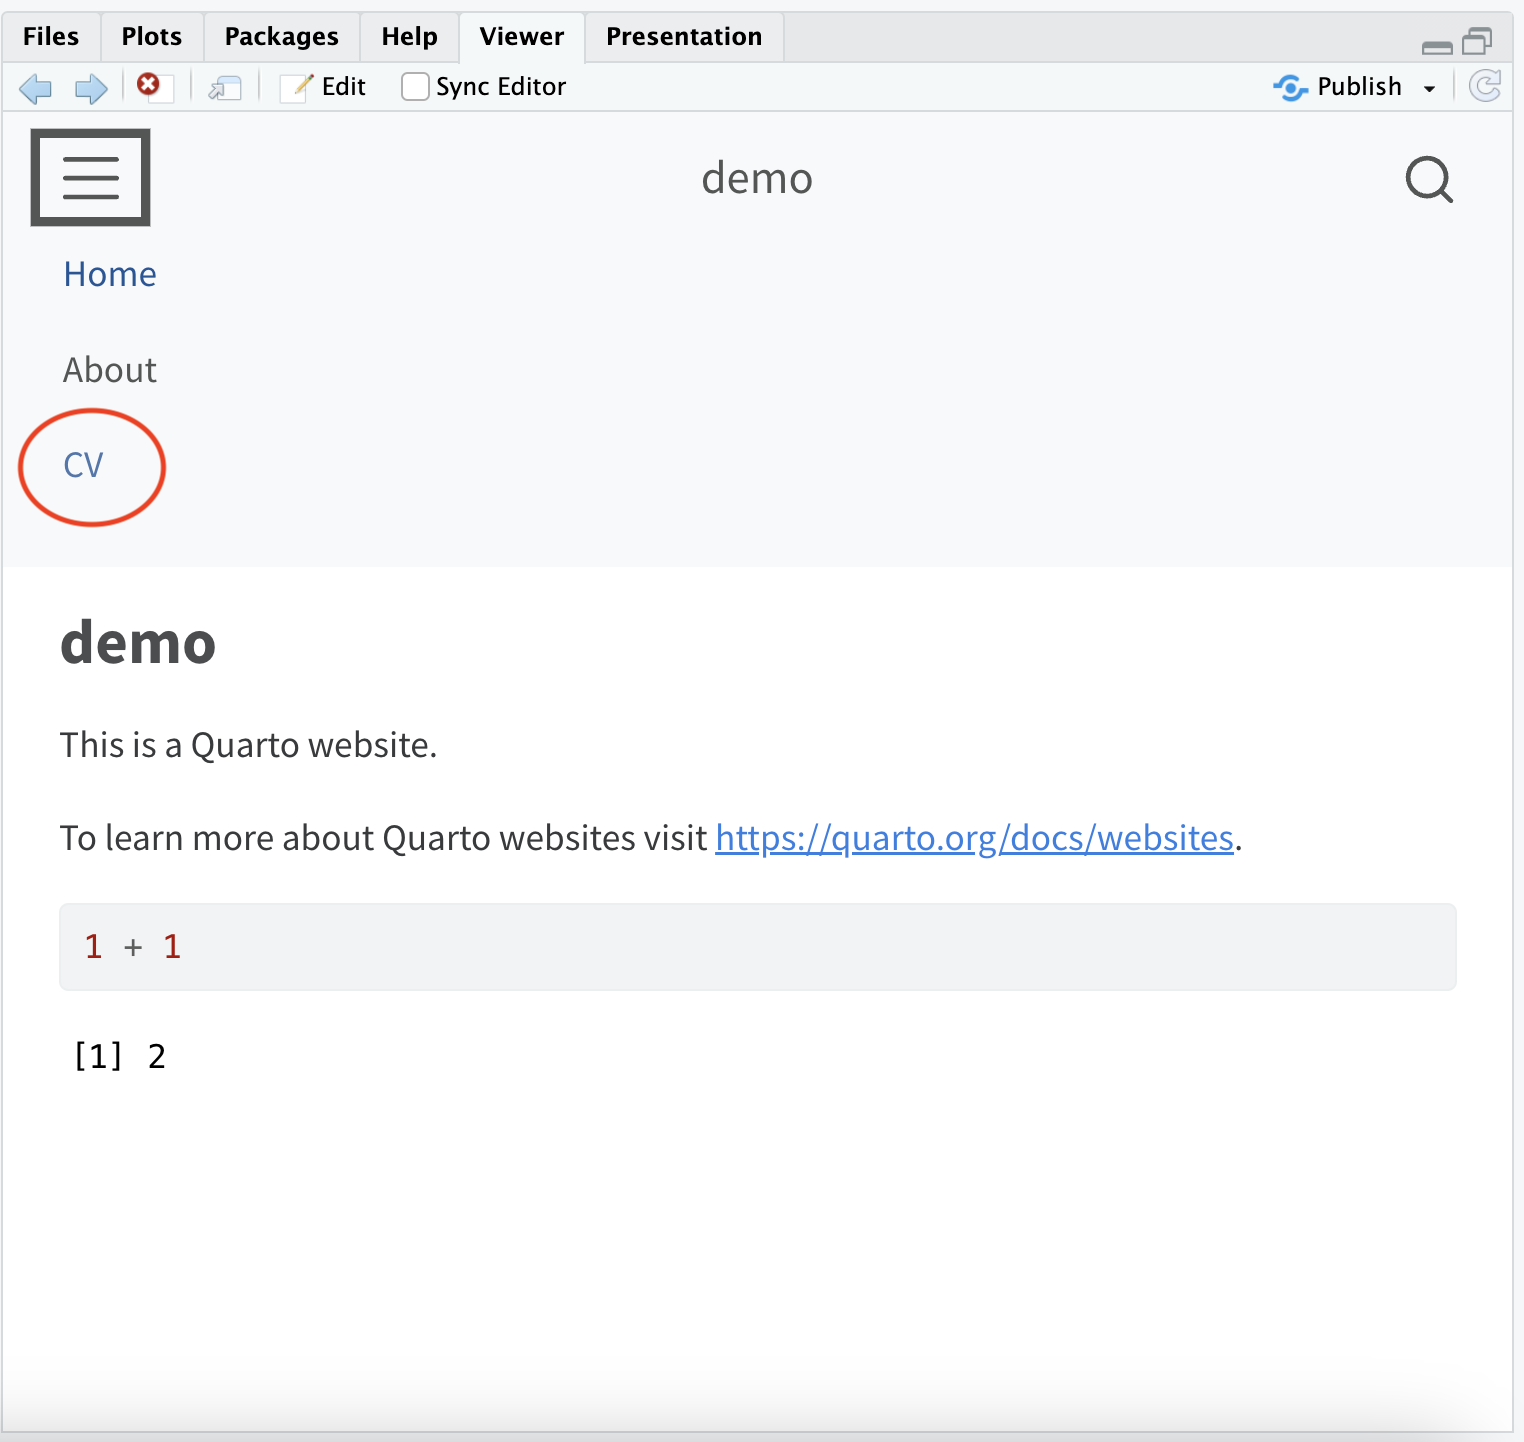 Files Plots Packages Help Viewer Presentation
Edit Sync Editor Publish
demo
Home
About
CV
demo
This is a Quarto website.
To learn more about Quarto websites visit https://quarto.org/docs/websites.
1 + 1
[1] 2